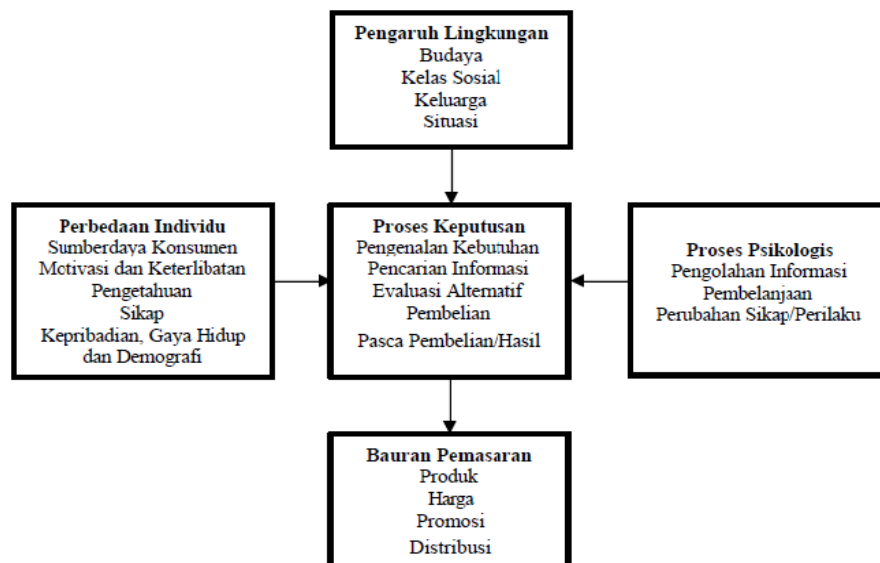 Pengaruh Lingkungan
Budaya
Kelas Sosial
Keluarga
Situasi
Perbedaan Individu
Sumberdaya Konsumen
Motivasi dan Keterlibatan
Pengetahuan
Sikap
Kepribadian, Gaya Hidup
dan Demografi
Proses Keputusan
Pengenalan Kebutuhan
Pencarian Informasi
Evaluasi Alternatif
Pembelian
Pasca Pembelian/Hasil
Proses Psikologis
Pengolahan Informasi
Pembelanjaan
Perubahan Sikap/Perilaku
Bauran Pemasaran
Produk
Harga
Promosi
Distribusi